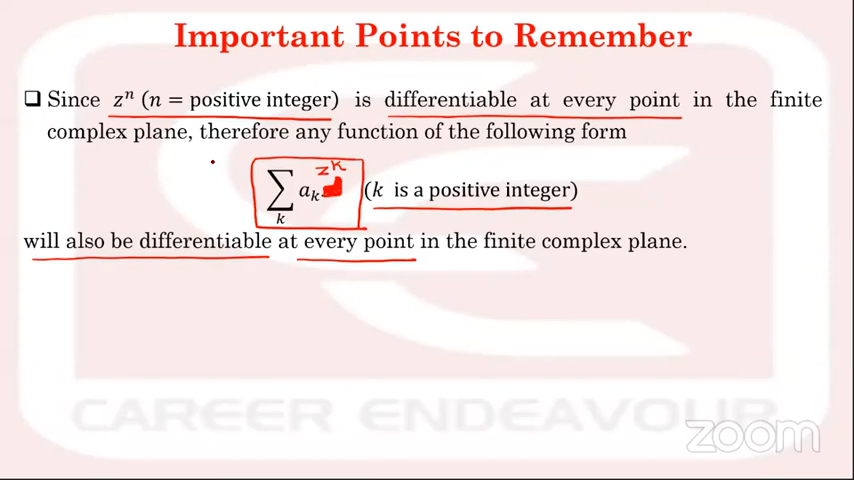 Important Points to Remember
❑ Since zⁿ (n = positive integer) is differentiable at every point in the finite
complex plane, therefore any function of the following form
∑ₖ aₖ zᵏ (k is a positive integer)
will also be differentiable at every point in the finite complex plane.
CAREER ENDEAVOUR
zoom